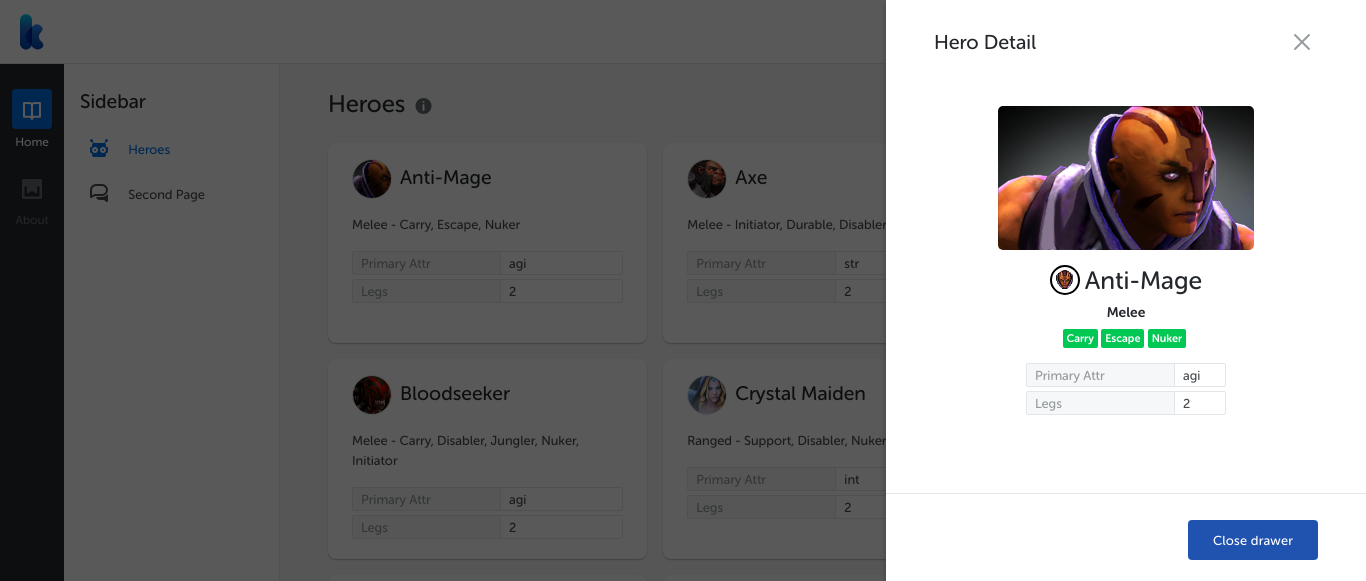 Hero Detail
Sidebar
Heroes
Home
Heroes
Second Page
About
Anti-Mage
Melee - Carry, Escape, Nuker
Primary Attr agi
Legs 2
Axe
Melee - Initiator, Durable, Disabler
Primary Attr str
Legs 2
Bloodseeker
Melee - Carry, Disabler, Jungler, Nuker,
Initiator
Primary Attr agi
Legs 2
Crystal Maiden
Ranged - Support, Disabler, Nuker
Primary Attr int
Legs 2
Anti-Mage
Melee
Carry Escape Nuker
Primary Attr agi
Legs 2
Close drawer